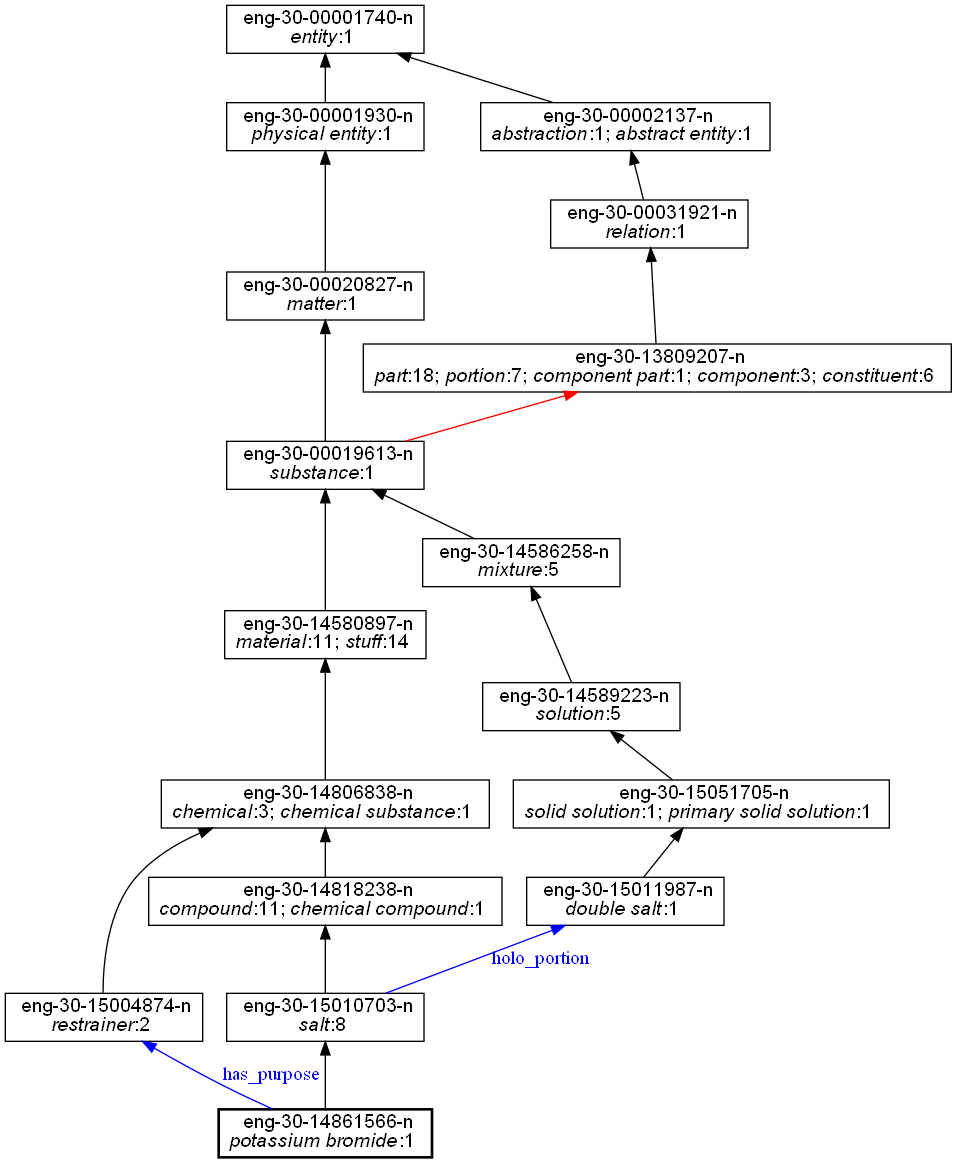 eng-30-00001740-n
entity:1
eng-30-00001930-n
physical entity:1
eng-30-00002137-n
abstraction:1; abstract entity:1
eng-30-00031921-n
relation:1
eng-30-00020827-n
matter:1
eng-30-13809207-n
part:18; portion:7; component part:1; component:3; constituent:6
eng-30-00019613-n
substance:1
eng-30-14586258-n
mixture:5
eng-30-14580897-n
material:11; stuff:14
eng-30-14589223-n
solution:5
eng-30-14806838-n
chemical:3; chemical substance:1
eng-30-15051705-n
solid solution:1; primary solid solution:1
eng-30-14818238-n
compound:11; chemical compound:1
eng-30-15011987-n
double salt:1
holo_portion
eng-30-15004874-n
restrainer:2
eng-30-15010703-n
salt:8
has_purpose
eng-30-14861566-n
potassium bromide:1